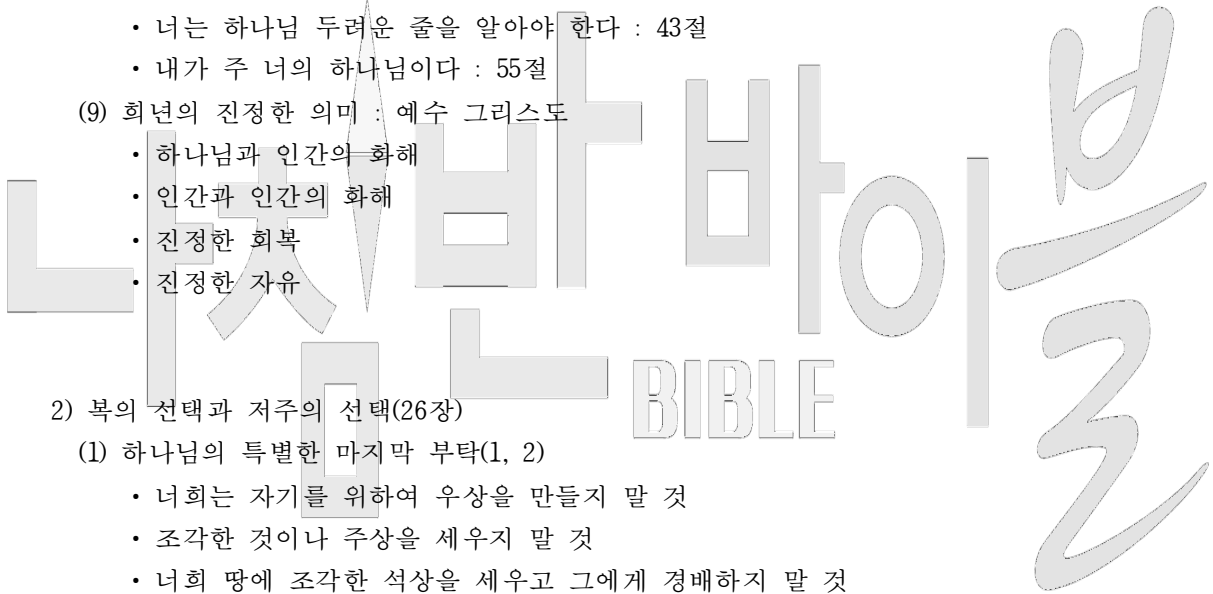 • 너는 하나님 두려운 줄을 알아야 한다 : 43절
• 내가 주 너의 하나님이다 : 55절
(9) 희년의 진정한 의미 : 예수 그리스도
• 하나님과 인간의 화해
• 인간과 인간의 화해
• 진정한 회복
• 진정한 자유
나침반 바이블
BIBLE
2) 복의 선택과 저주의 선택(26장)
(1) 하나님의 특별한 마지막 부탁(1, 2)
• 너희는 자기를 위하여 우상을 만들지 말 것
• 조각한 것이나 주상을 세우지 말 것
• 너희 땅에 조각한 석상을 세우고 그에게 경배하지 말 것